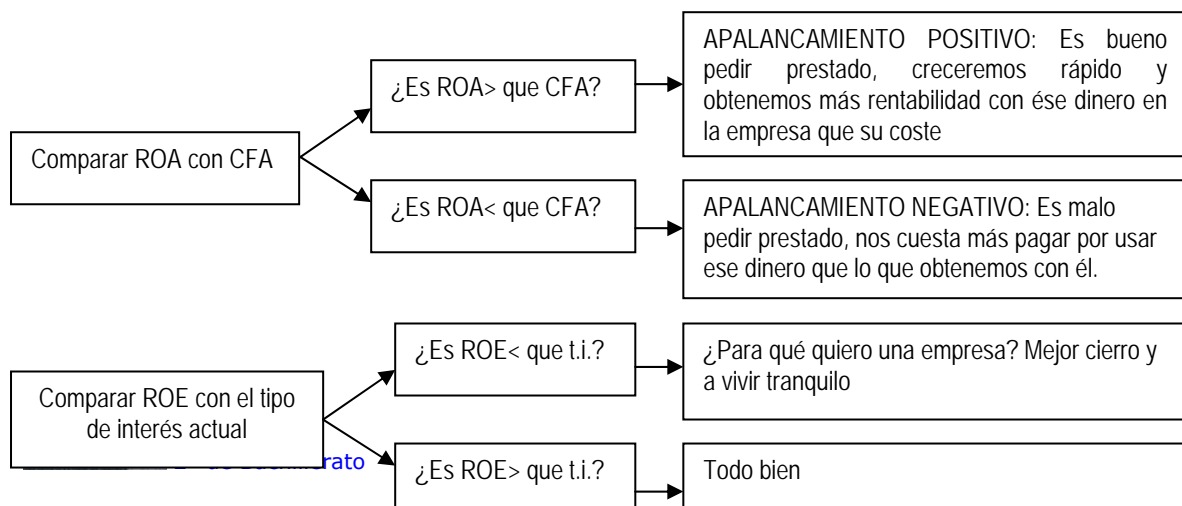 Comparar ROA con CFA
¿Es ROA> que CFA?
APALANCAMIENTO POSITIVO: Es bueno
pedir prestado, creceremos rápido y
obtenemos más rentabilidad con ése dinero en
la empresa que su coste
¿Es ROA< que CFA?
APALANCAMIENTO NEGATIVO: Es malo
pedir prestado, nos cuesta más pagar por usar
ese dinero que lo que obtenemos con él.
Comparar ROE con el tipo
de interés actual
¿Es ROE< que t.i.?
¿Para qué quiero una empresa? Mejor cierro y
a vivir tranquilo
¿Es ROE> que t.i.?
Todo bien